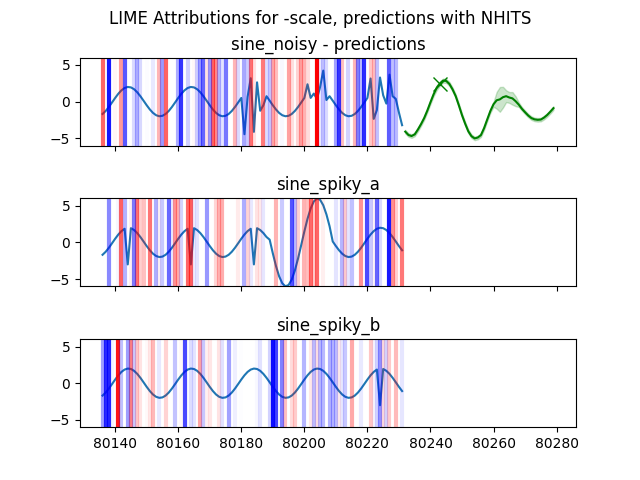 LIME Attributions for -scale, predictions with NHITS
sine_noisy - predictions
5
0
−5
sine_spiky_a
5
0
−5
sine_spiky_b
5
0
−5
80140 80160 80180 80200 80220 80240 80260 80280